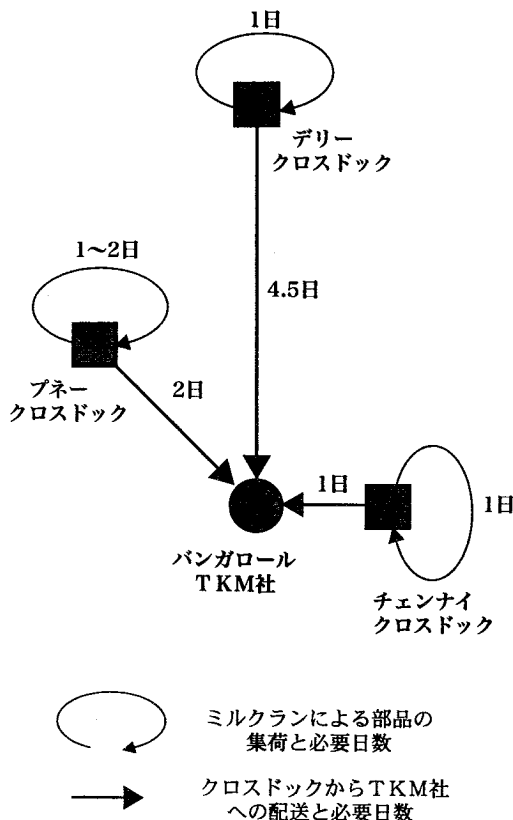 1日
デリー
クロスドック
1〜2日
4.5日
プネー
クロスドック
2日
1日
1日
バンガロール
TKM社
チェンナイ
クロスドック
ミルクランによる部品の
集荷と必要日数
クロスドックからTKM社
への配送と必要日数